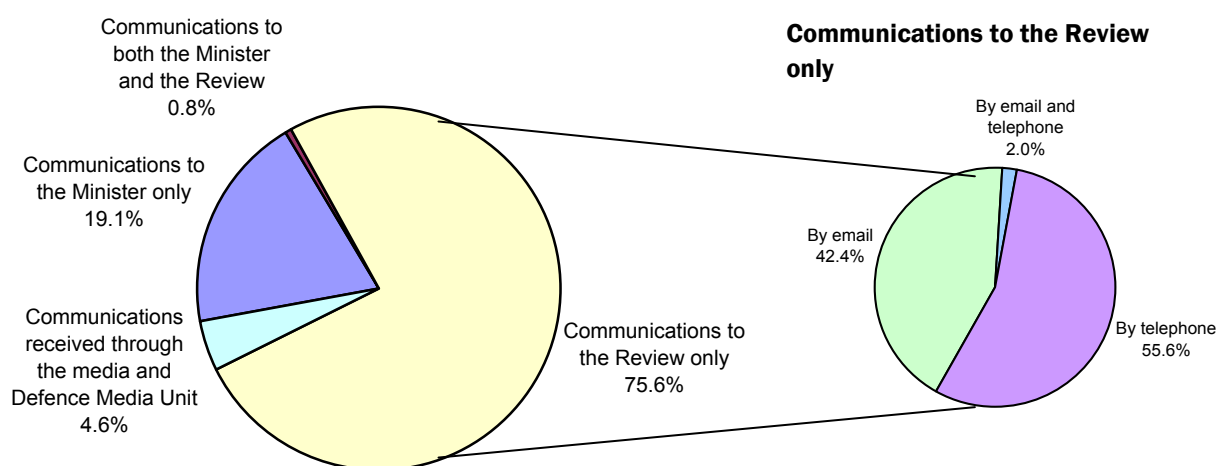 Communications to
both the Minister
and the Review
0.8%
Communications to
the Minister only
19.1%
Communications
received through
the media and
Defence Media Unit
4.6%
Communications to
the Review only
75.6%
Communications to the Review
only
By email and
telephone
2.0%
By email
42.4%
By telephone
55.6%